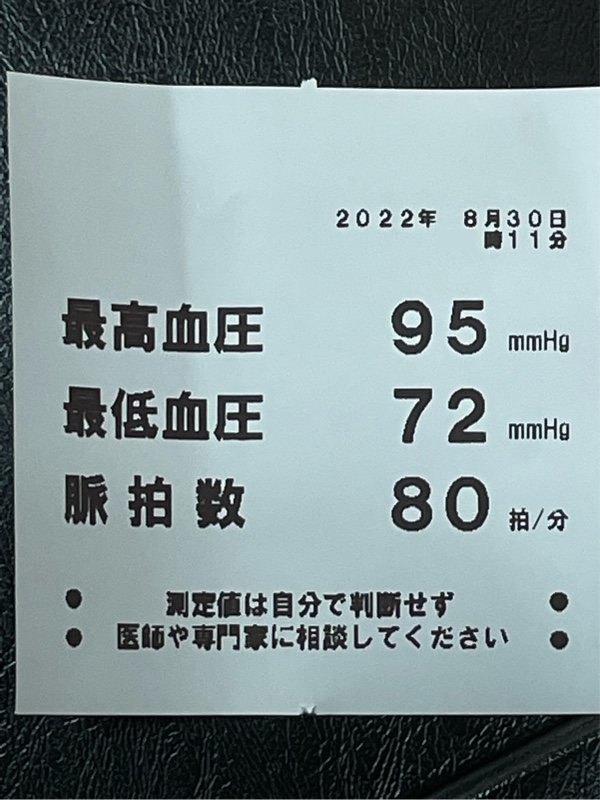 2022年 8月30日
時11分
最高血圧 95 mmHg
最低血圧 72 mmHg
脈拍数 80 拍/分
● 測定値は自分で判断せず ●
● 医師や専門家に相談してください ●